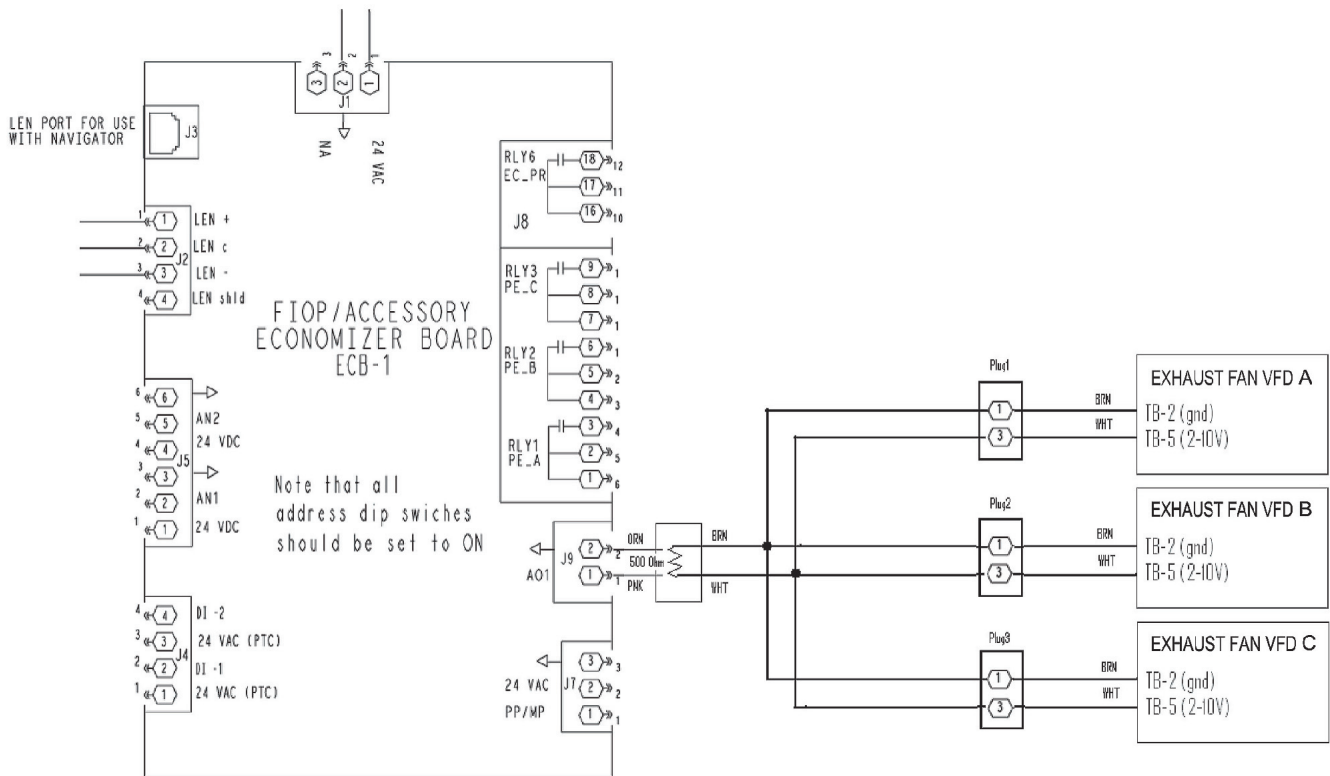 3
2
1
3
2
1
J1
NA
24 VAC
LEN PORT FOR USE
WITH NAVIGATOR
J3
1 1 LEN +
2 2 LEN c
3 3 LEN -
4 4 LEN shld
J2
RLY6
EC_PR
J8
18 12
17 11
16 10
RLY3
PE_C
9 1
8 1
7 1
RLY2
PE_B
6 1
5 2
4 3
RLY1
PE_A
3 4
2 5
1 6
FIOP/ACCESSORY
ECONOMIZER BOARD
ECB-1
6 6
5 5 AN2
4 4 24 VDC
3 3
2 2 AN1
1 1 24 VDC
J5
Note that all
address dip swiches
should be set to ON
J9
AO1
2 2
1 1
ORN
500 Ohm
PNK
BRN
WHT
4 4 DI -2
3 3 24 VAC (PTC)
2 2 DI -1
1 1 24 VAC (PTC)
J4
J7
3 3
24 VAC 2 2
PP/MP 1 1
Plug1
1
3
BRN
WHT
EXHAUST FAN VFD A
TB-2 (gnd)
TB-5 (2-10V)
Plug2
1
3
BRN
WHT
EXHAUST FAN VFD B
TB-2 (gnd)
TB-5 (2-10V)
Plug3
1
3
BRN
WHT
EXHAUST FAN VFD C
TB-2 (gnd)
TB-5 (2-10V)